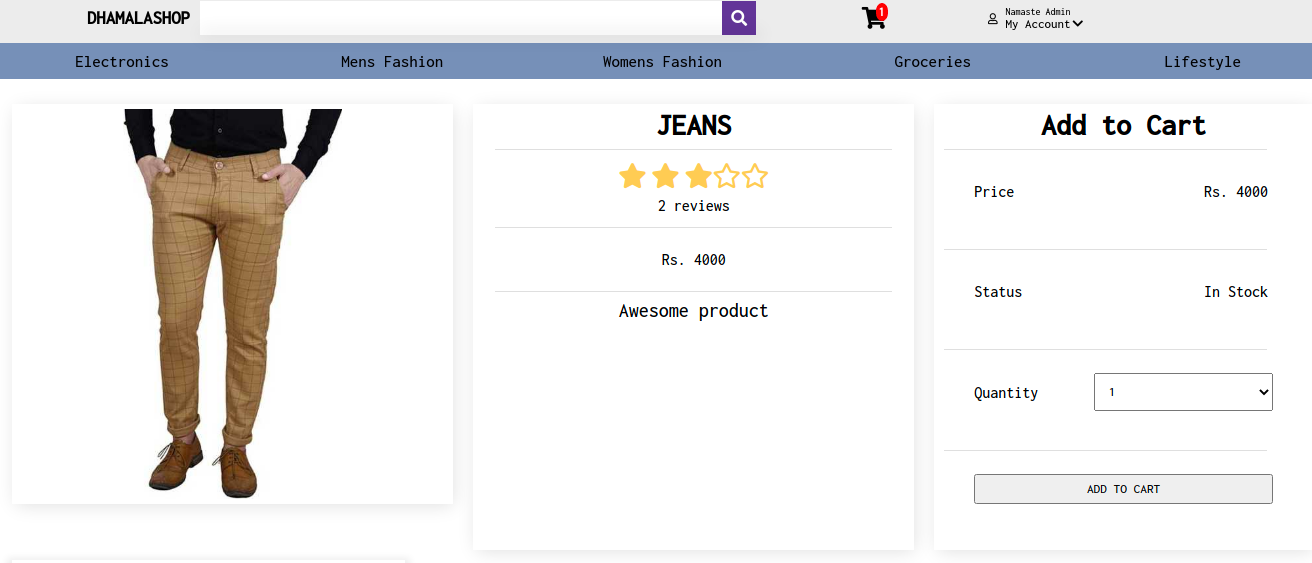 DHAMALASHOP
1
Namaste Admin
My Account
Electronics
Mens Fashion
Womens Fashion
Groceries
Lifestyle
JEANS
2 reviews
Rs. 4000
Awesome product
Add to Cart
Price Rs. 4000
Status In Stock
Quantity 1
ADD TO CART